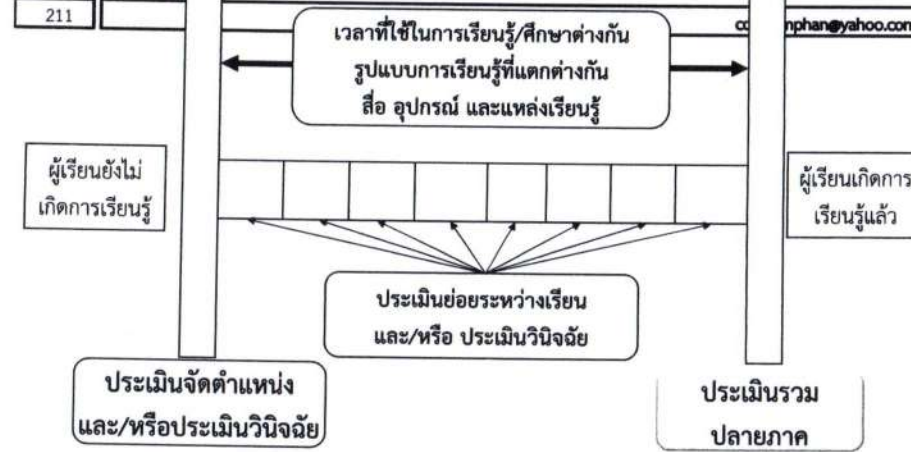 211
nphan@yahoo.com
เวลาที่ใช้ในการเรียนรู้/ศึกษาต่างกัน
รูปแบบการเรียนรู้ที่แตกต่างกัน
สื่อ อุปกรณ์ และแหล่งเรียนรู้
ผู้เรียนยังไม่
เกิดการเรียนรู้
ผู้เรียนเกิดการ
เรียนรู้แล้ว
ประเมินย่อยระหว่างเรียน
และ/หรือ ประเมินวินิจฉัย
ประเมินจัดตำแหน่ง
และ/หรือประเมินวินิจฉัย
ประเมินรวม
ปลายภาค